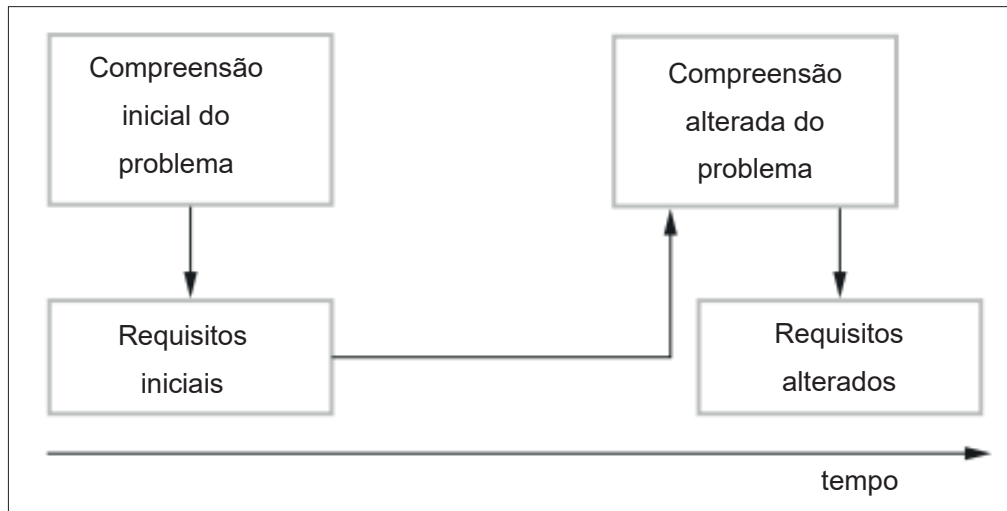 Compreensão
inicial do
problema
Compreensão
alterada do
problema
Requisitos
iniciais
Requisitos
alterados
tempo